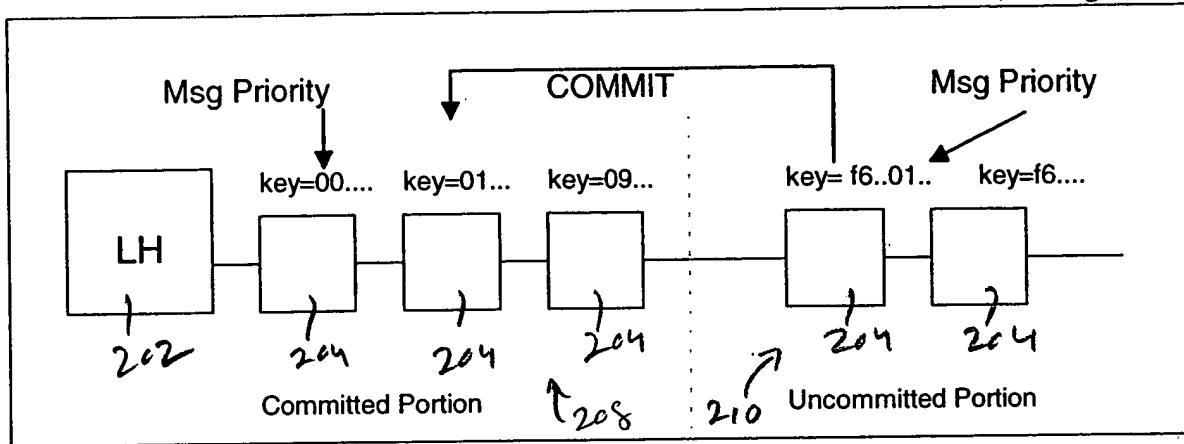 Msg Priority
COMMIT
Msg Priority
key=00....
key=01...
key=09...
key= f6..01..
key=f6....
LH
202
204
204
204
204
204
Committed Portion
208
210
Uncommitted Portion